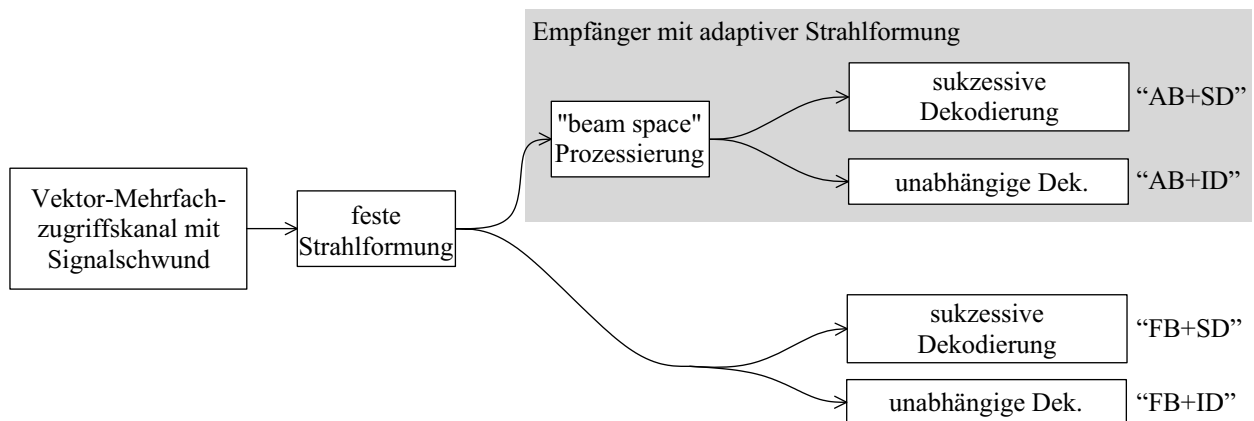 Empfänger mit adaptiver Strahlformung
sukzessive
Dekodierung
“AB+SD”
"beam space"
Prozessierung
unabhängige Dek.
“AB+ID”
Vektor-Mehrfach-
zugriffskanal mit
Signalschwund
feste
Strahlformung
sukzessive
Dekodierung
“FB+SD”
unabhängige Dek.
“FB+ID”